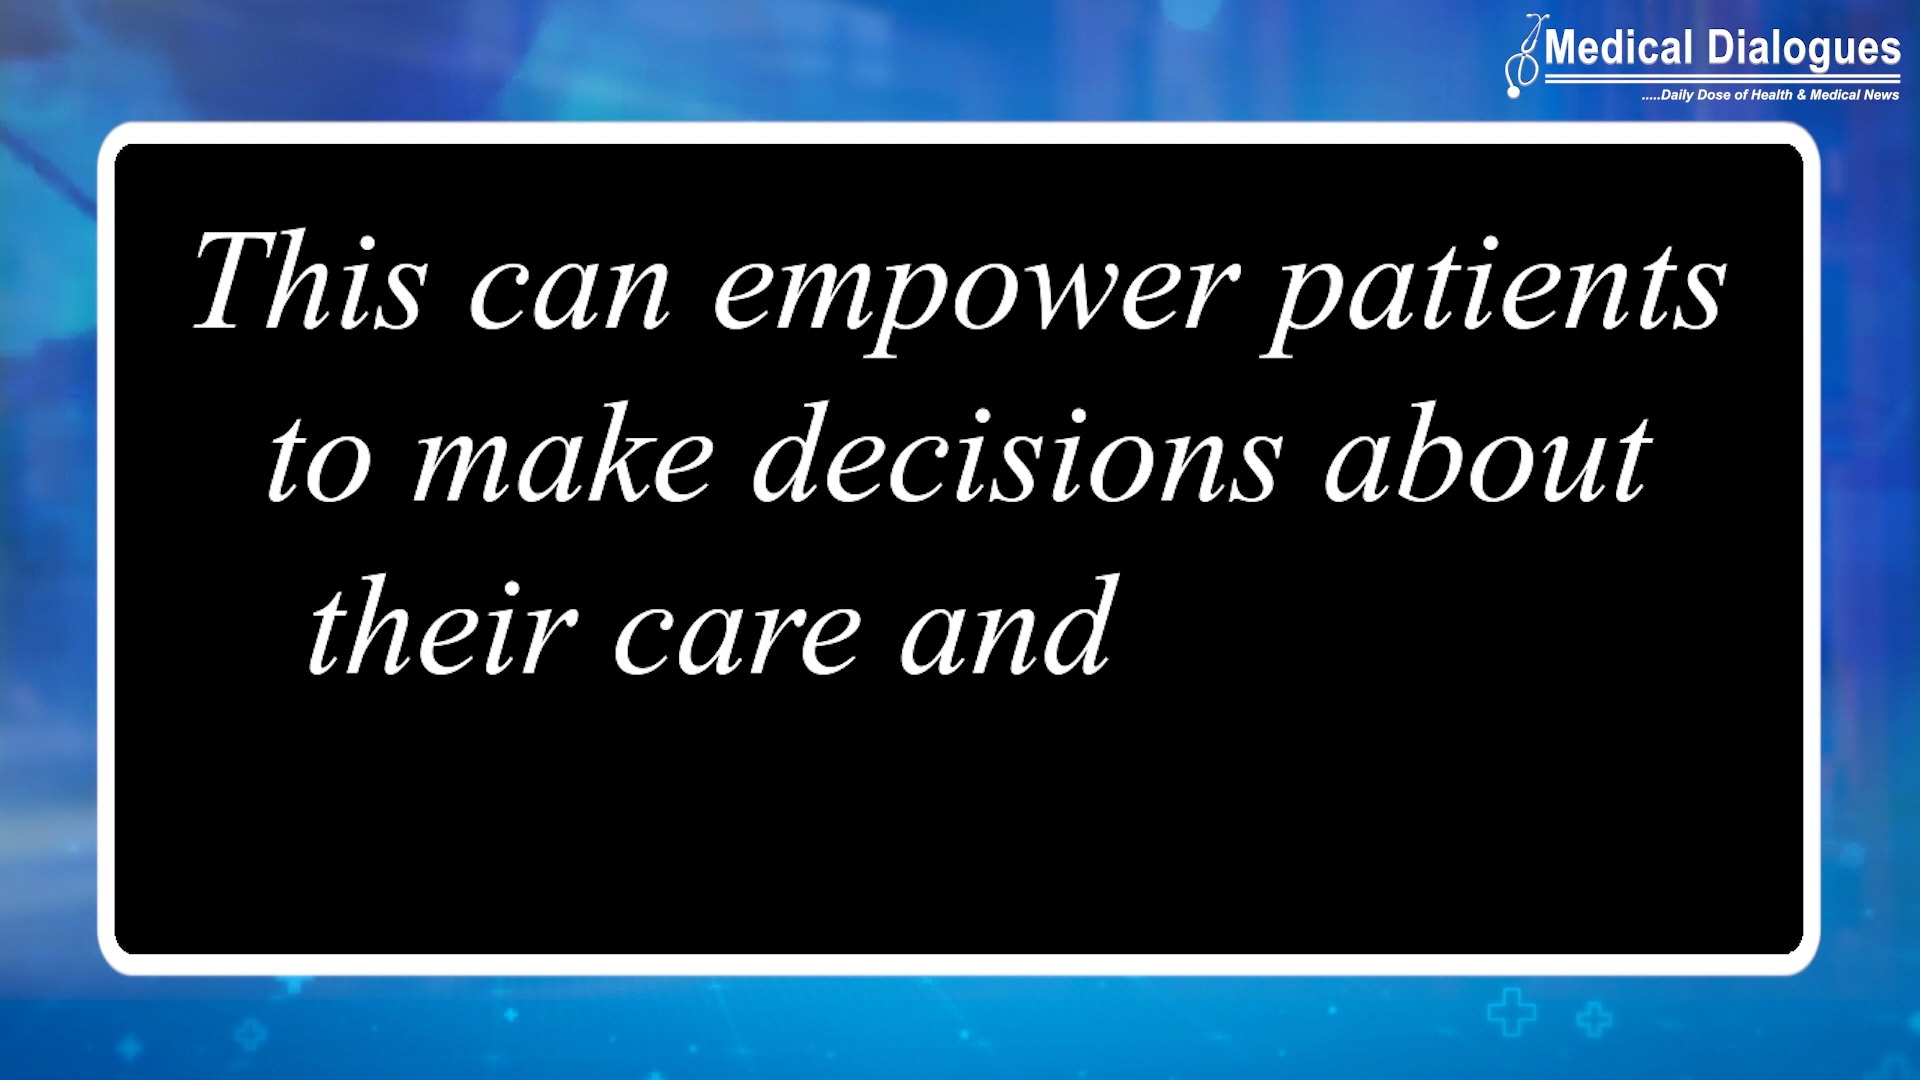 Medical Dialogues
.....Daily Dose of Health & Medical News
This can empower patients
to make decisions about
their care and